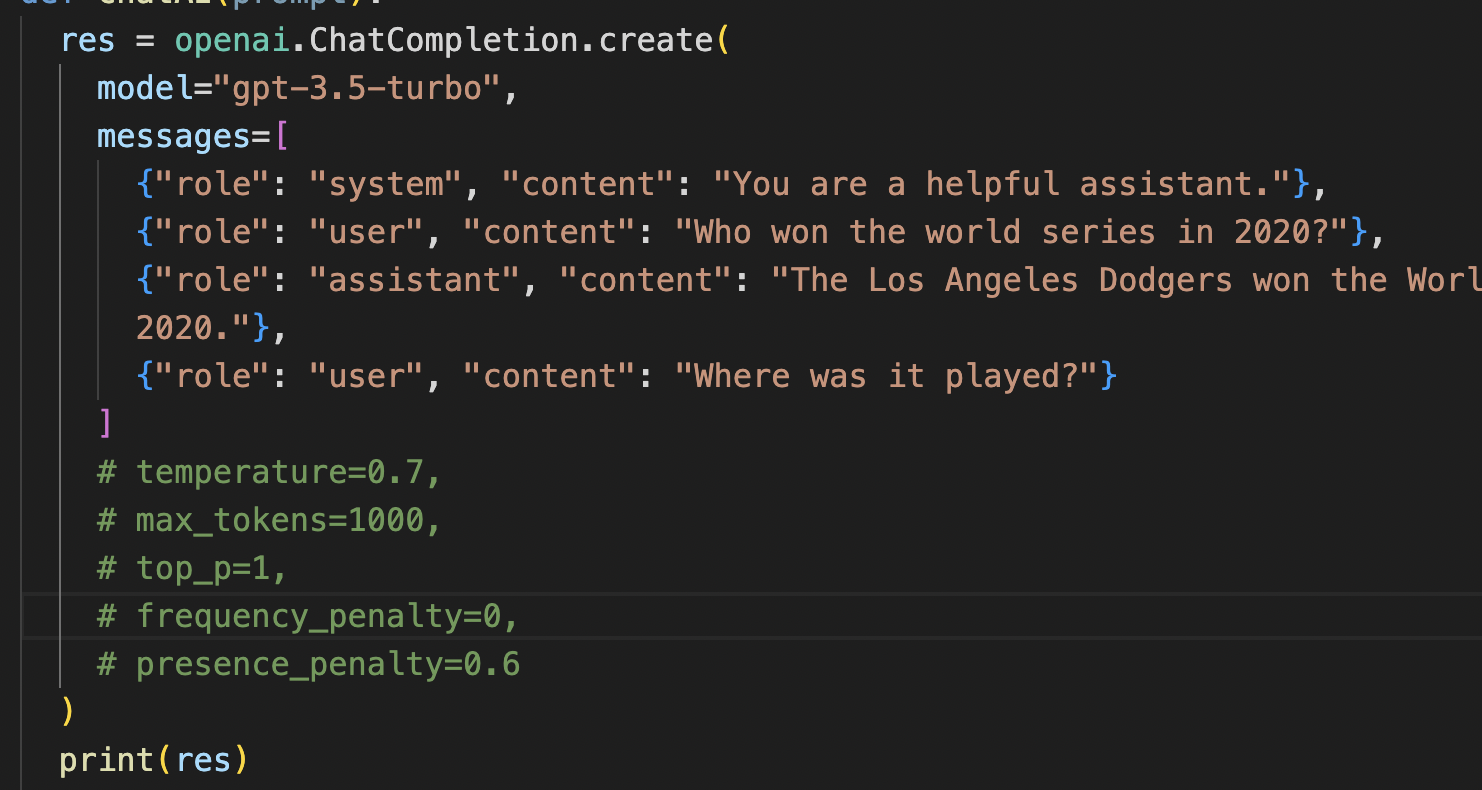 def chatAI(prompt):
res = openai.ChatCompletion.create(
model="gpt-3.5-turbo",
messages=[
{"role": "system", "content": "You are a helpful assistant."},
{"role": "user", "content": "Who won the world series in 2020?"},
{"role": "assistant", "content": "The Los Angeles Dodgers won the Worl
2020."},
{"role": "user", "content": "Where was it played?"}
]
# temperature=0.7,
# max_tokens=1000,
# top_p=1,
# frequency_penalty=0,
# presence_penalty=0.6
)
print(res)